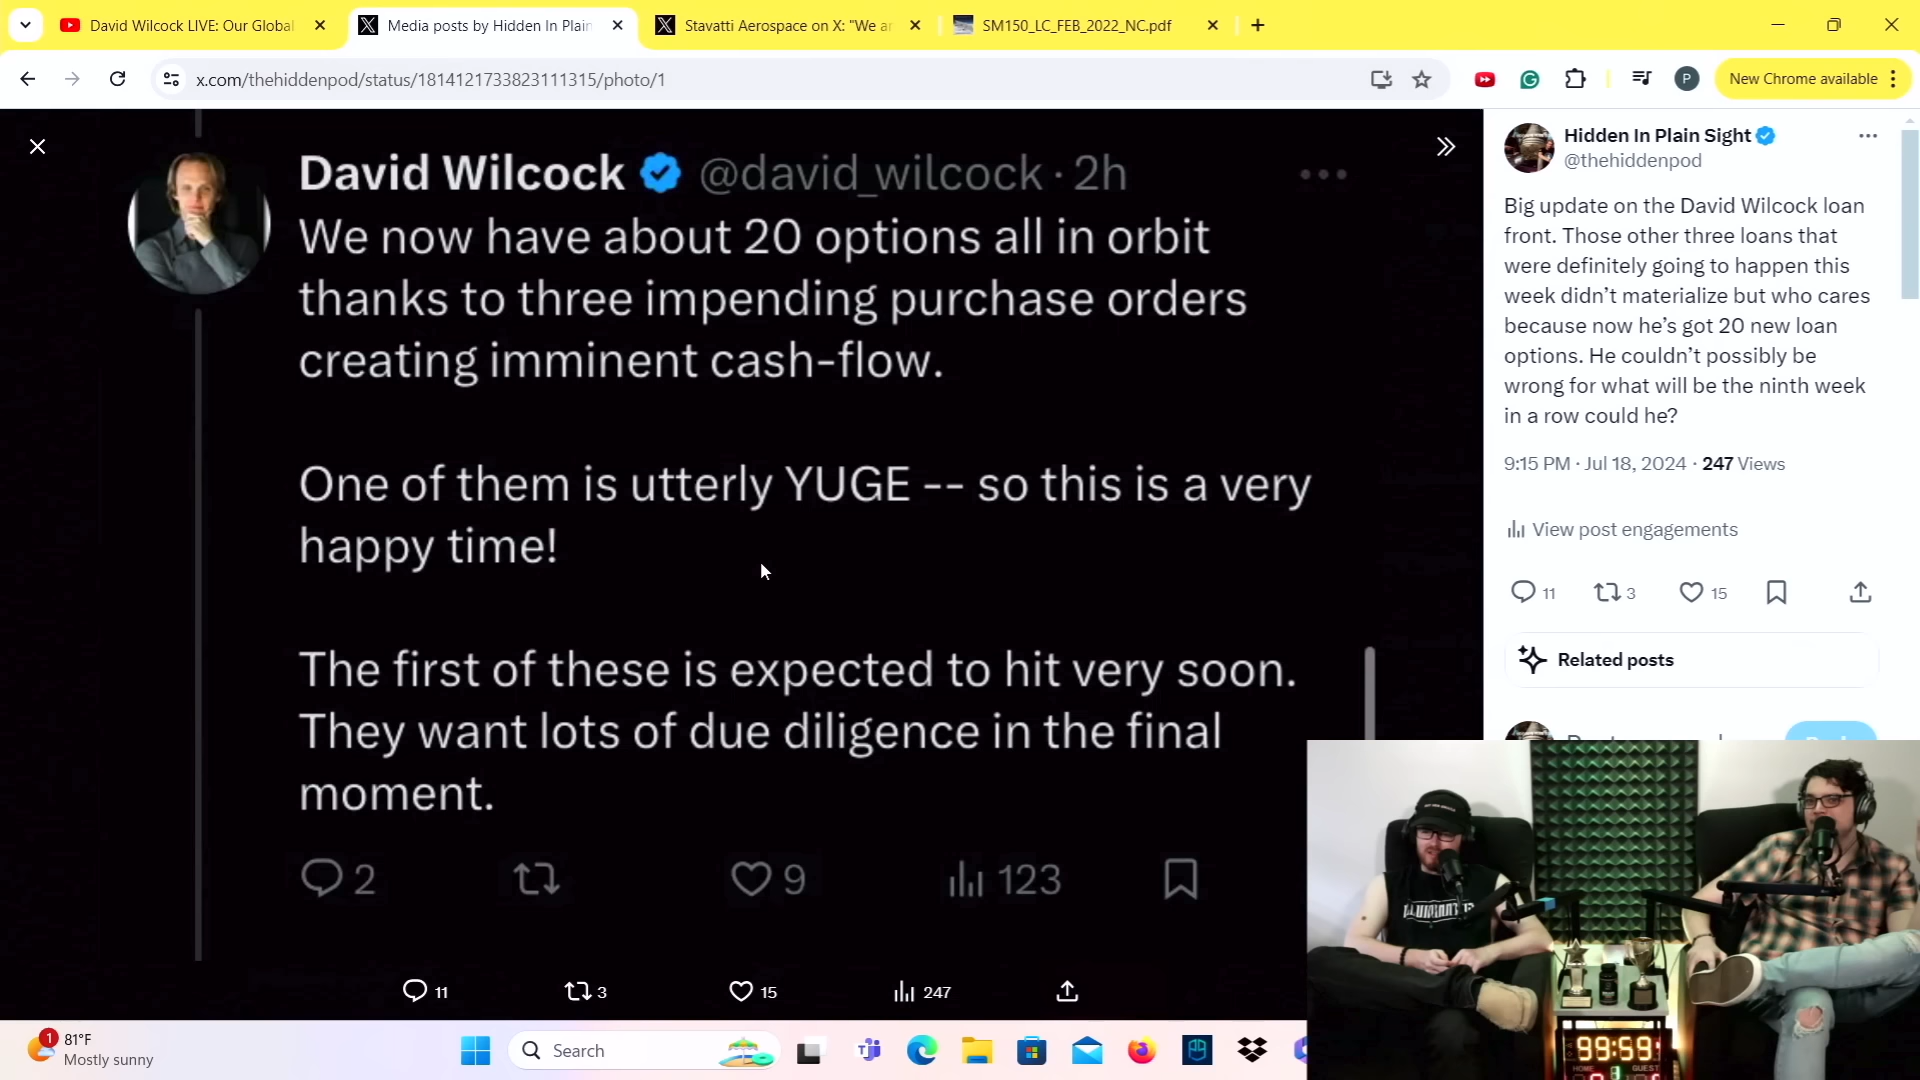 David Wilcock LIVE: Our Global
Media posts by Hidden In Plain
Stavatti Aerospace on X: "We ar
SM150_LC_FEB_2022_NC.pdf
x.com/thehiddenpod/status/1814121733823111315/photo/1
P
New Chrome available
David Wilcock @david_wilcock · 2h
We now have about 20 options all in orbit
thanks to three impending purchase orders
creating imminent cash-flow.
One of them is utterly YUGE -- so this is a very
happy time!
The first of these is expected to hit very soon.
They want lots of due diligence in the final
moment.
2 9 123
11 3 15 247
Hidden In Plain Sight
@thehiddenpod
Big update on the David Wilcock loan
front. Those other three loans that
were definitely going to happen this
week didn’t materialize but who cares
because now he’s got 20 new loan
options. He couldn’t possibly be
wrong for what will be the ninth week
in a row could he?
9:15 PM · Jul 18, 2024 · 247 Views
View post engagements
11 3 15
Related posts
1
81°F
Mostly sunny
Search
99:59
HOME GUEST